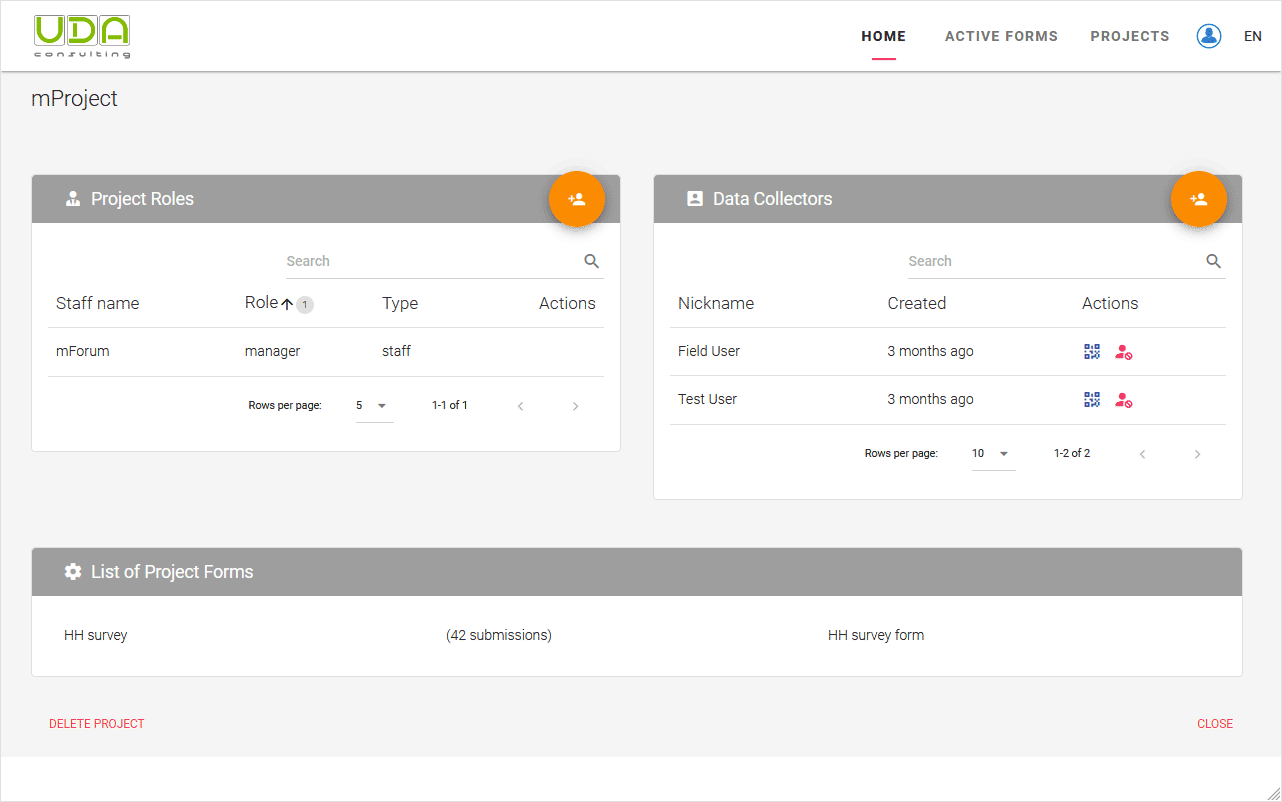 UDA
consulting
HOME ACTIVE FORMS PROJECTS EN
mProject
Project Roles
Search
Staff name Role 1 Type Actions
mForum manager staff
Rows per page: 5 1-1 of 1
Data Collectors
Search
Nickname Created Actions
Field User 3 months ago
Test User 3 months ago
Rows per page: 10 1-2 of 2
List of Project Forms
HH survey (42 submissions) HH survey form
DELETE PROJECT CLOSE